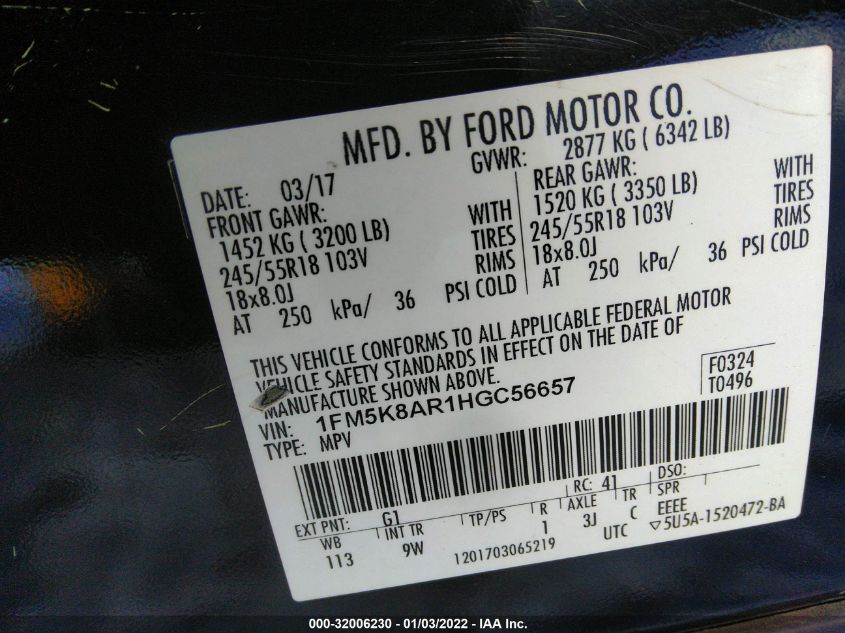 MFD. BY FORD MOTOR CO.
DATE: 03/17 GVWR: 2877 KG ( 6342 LB)
FRONT GAWR: REAR GAWR:
1452 KG ( 3200 LB) WITH 1520 KG ( 3350 LB) WITH
245/55R18 103V TIRES 245/55R18 103V TIRES
18x8.0J RIMS 18x8.0J RIMS
AT 250 kPa/ 36 PSI COLD AT 250 kPa/ 36 PSI COLD
THIS VEHICLE CONFORMS TO ALL APPLICABLE FEDERAL MOTOR
VEHICLE SAFETY STANDARDS IN EFFECT ON THE DATE OF
MANUFACTURE SHOWN ABOVE.
VIN: 1FM5K8AR1HGC56657 F0324
TYPE: MPV T0496
EXT PNT: G1 RC: 41 DSO:
WB INT TR TP/PS R AXLE TR SPR
113 9W 1 3J C EEEE
1201703065219 UTC ▽5U5A-1520472-BA
000-32006230 - 01/03/2022 - IAA Inc.